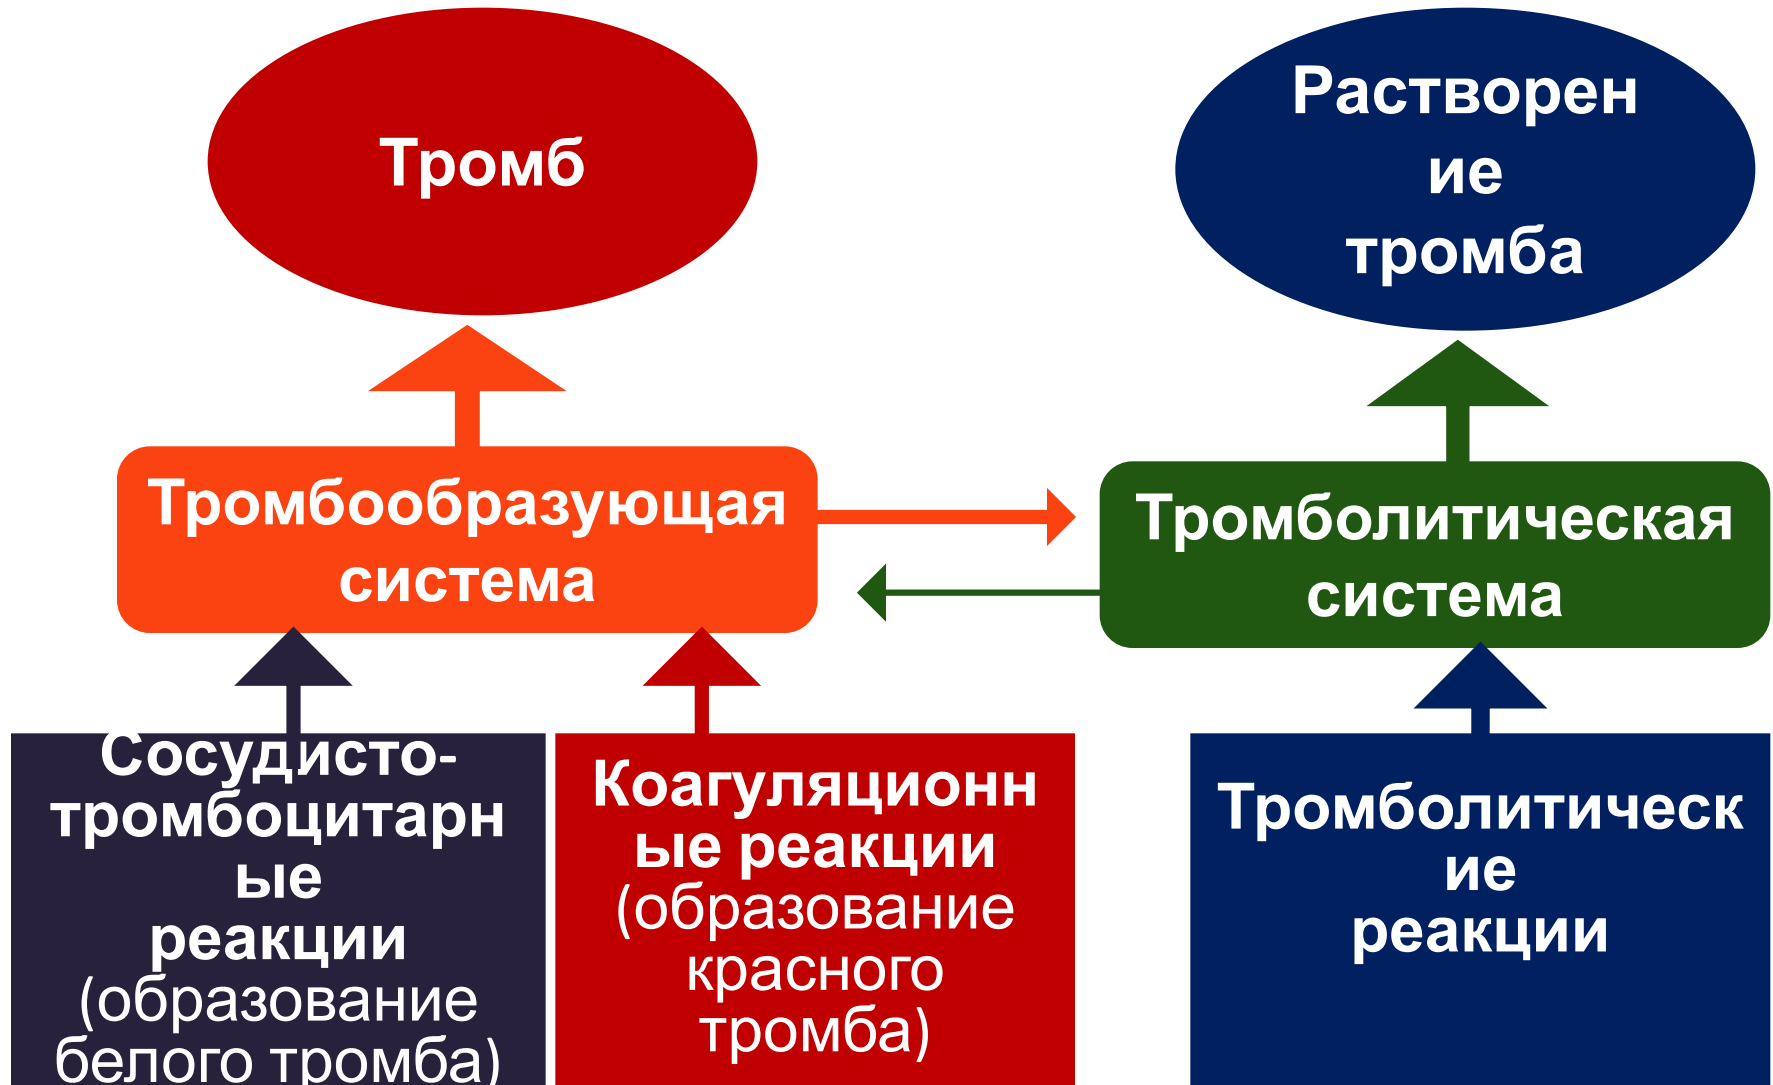 Тромб
Растворен
ие
тромба
Тромбообразующая
система
Тромболитическая
система
Сосудисто-
тромбоцитарн
ые
реакции
(образование
белого тромба)
Коагуляционн
ые реакции
(образование
красного
тромба)
Тромболитическ
ие
реакции